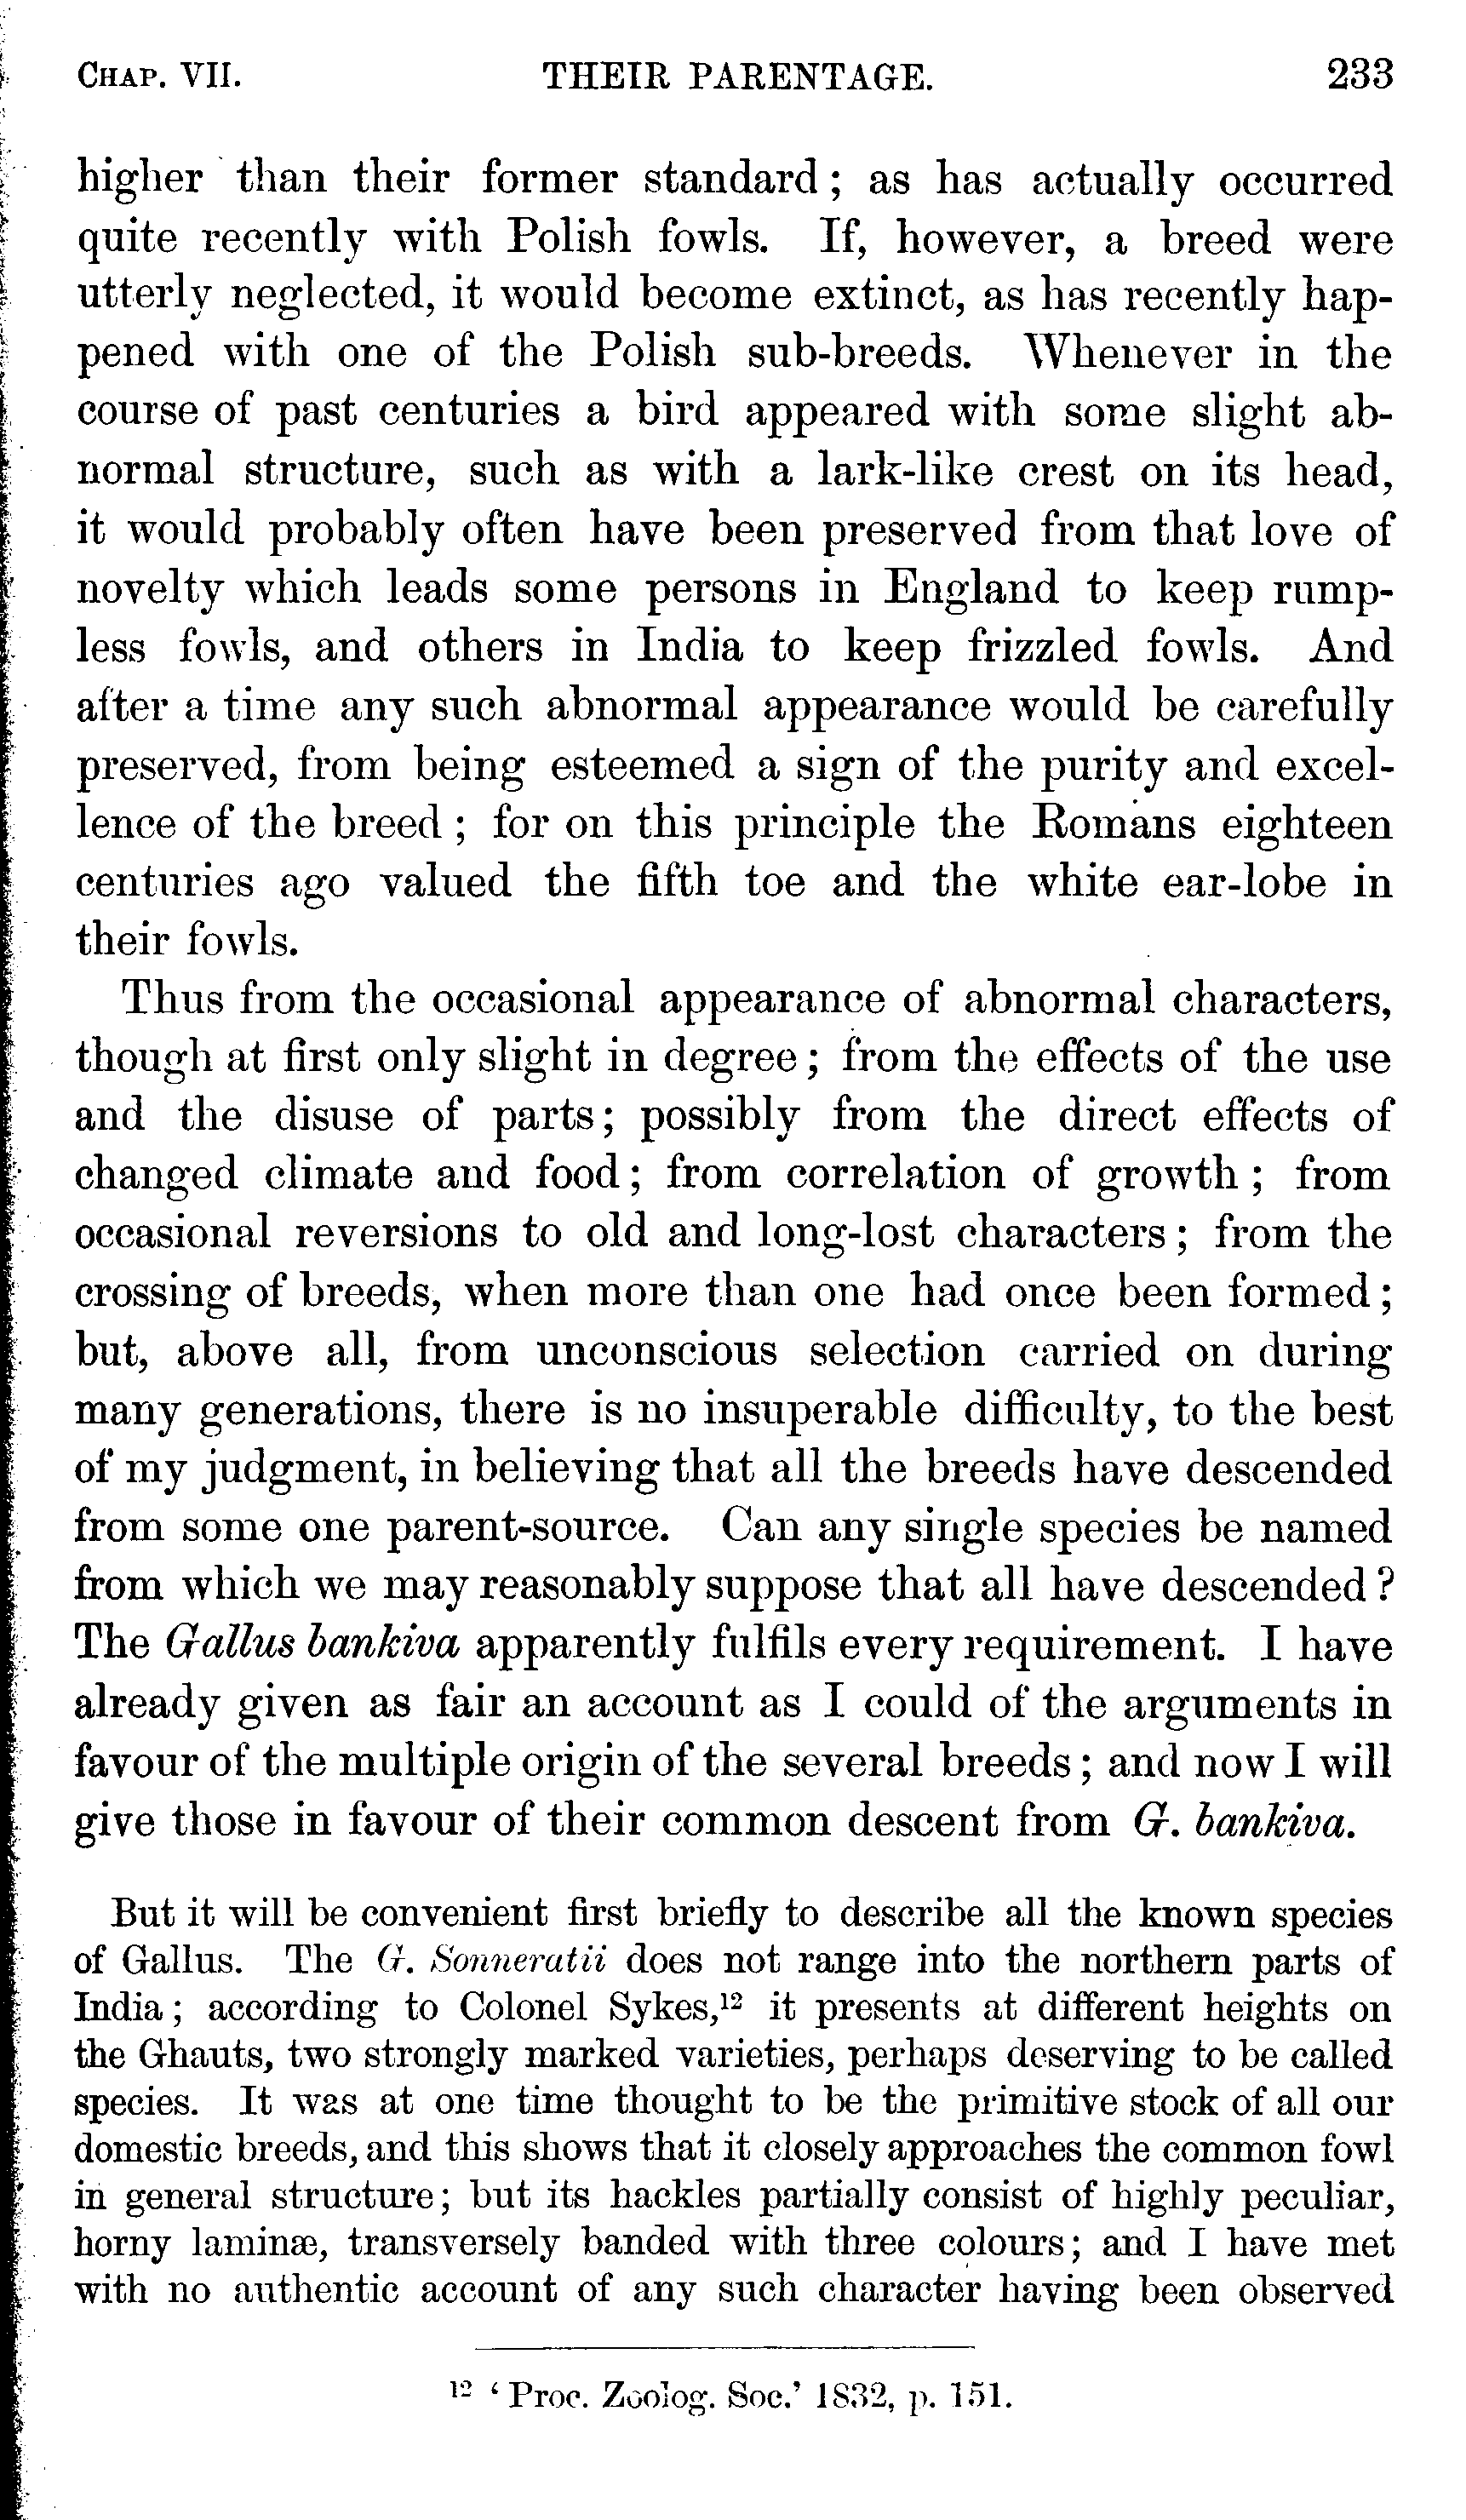 CHAP. VII. THEIR PARENTAGE. 233
higher than their former standard; as has actually occurred
quite recently with Polish fowls. If, however, a breed were
utterly neglected, it would become extinct, as has recently hap-
pened with one of the Polish sub-breeds. Whenever in the
course of past centuries a bird appeared with some slight ab-
normal structure, such as with a lark-like crest on its head,
it would probably often have been preserved from that love of
novelty which leads some persons in England to keep rump-
less fowls, and others in India to keep frizzled fowls. And
after a time any such abnormal appearance would be carefully
preserved, from being esteemed a sign of the purity and excel-
lence of the breed; for on this principle the Romans eighteen
centuries ago valued the fifth toe and the white ear-lobe in
their fowls.
Thus from the occasional appearance of abnormal characters,
though at first only slight in degree; from the effects of the use
and the disuse of parts; possibly from the direct effects of
changed climate and food; from correlation of growth; from
occasional reversions to old and long-lost characters; from the
crossing of breeds, when more than one had once been formed;
but, above all, from unconscious selection carried on during
many generations, there is no insuperable difficulty, to the best
of my judgment, in believing that all the breeds have descended
from some one parent-source. Can any single species be named
from which we may reasonably suppose that all have descended?
The Gallus bankiva apparently fulfils every requirement. I have
already given as fair an account as I could of the arguments in
favour of the multiple origin of the several breeds; and now I will
give those in favour of their common descent from G. bankiva.
But it will be convenient first briefly to describe all the known species
of Gallus. The G. Sonneratii does not range into the northern parts of
India; according to Colonel Sykes,¹² it presents at different heights on
the Ghauts, two strongly marked varieties, perhaps deserving to be called
species. It was at one time thought to be the primitive stock of all our
domestic breeds, and this shows that it closely approaches the common fowl
in general structure; but its hackles partially consist of highly peculiar,
horny laminæ, transversely banded with three colours; and I have met
with no authentic account of any such character having been observed
¹² ‘Proc. Zoolog. Soc.’ 1832, p. 151.